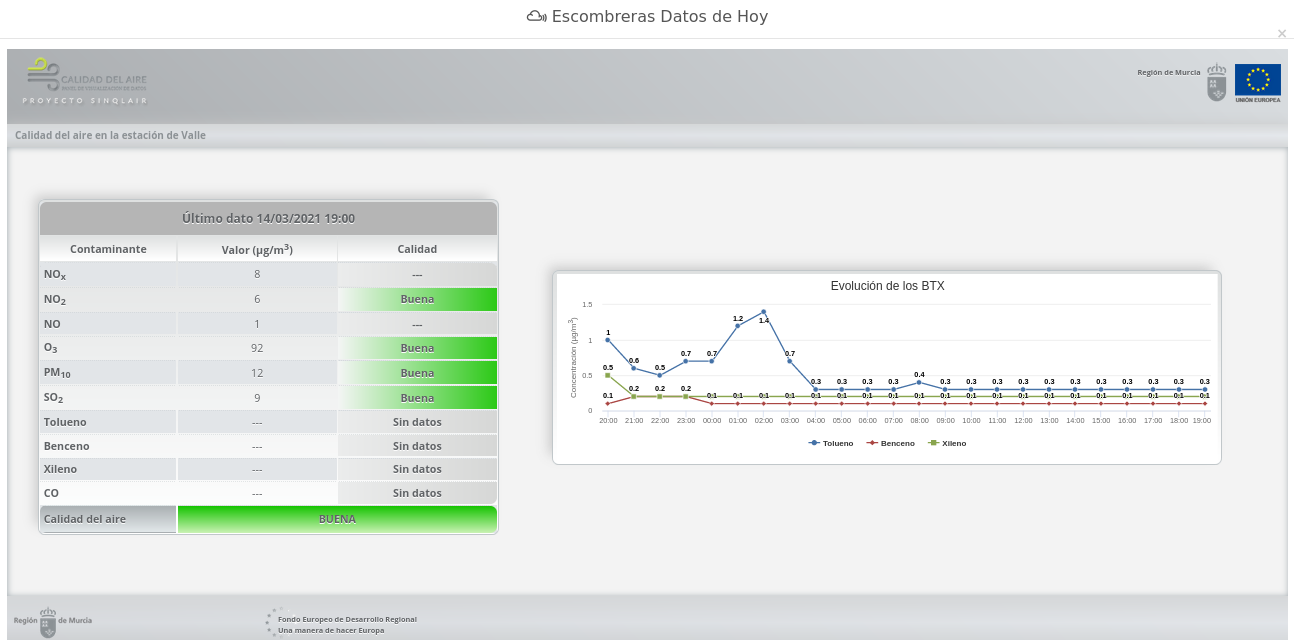 Escombreras Datos de Hoy
×
CALIDAD DEL AIRE
PROYECTO SINQLAIR
Región de Murcia
UNIÓN EUROPEA
Calidad del aire en la estación de Valle
Último dato 14/03/2021 19:00
Contaminante Valor (µg/m3) Calidad
NOx 8 ---
NO2 6 Buena
NO 1 ---
O3 92 Buena
PM10 12 Buena
SO2 9 Buena
Tolueno --- Sin datos
Benceno --- Sin datos
Xileno --- Sin datos
CO --- Sin datos
Calidad del aire BUENA
Evolución de los BTX
Concentración (µg/m3)
1.5
1
0.5
0
1 0.6 0.5 0.7 0.7 1.2 1.4 0.7 0.3 0.3 0.3 0.3 0.4 0.3 0.3 0.3 0.3 0.3 0.3 0.3 0.3 0.3 0.3 0.3
0.5 0.2 0.2 0.2
0.1 0.1 0.1 0.1 0.1 0.1 0.1 0.1 0.1 0.1 0.1 0.1 0.1 0.1 0.1 0.1 0.1 0.1 0.1 0.1 0.1
20:00 21:00 22:00 23:00 00:00 01:00 02:00 03:00 04:00 05:00 06:00 07:00 08:00 09:00 10:00 11:00 12:00 13:00 14:00 15:00 16:00 17:00 18:00 19:00
Tolueno Benceno Xileno
Región de Murcia
Fondo Europeo de Desarrollo Regional
Una manera de hacer Europa